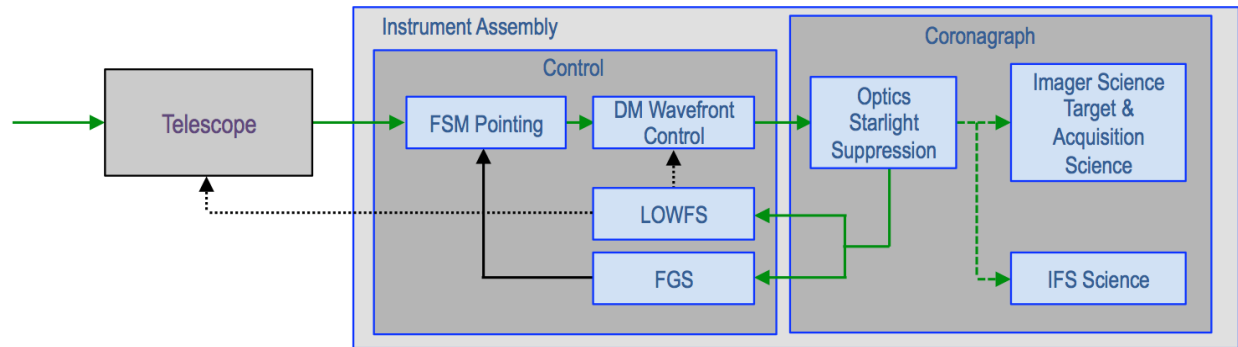 Instrument Assembly
Coronagraph
Control
Telescope
FSM Pointing
DM Wavefront
Control
Optics
Starlight
Suppression
Imager Science
Target &
Acquisition
Science
LOWFS
FGS
IFS Science